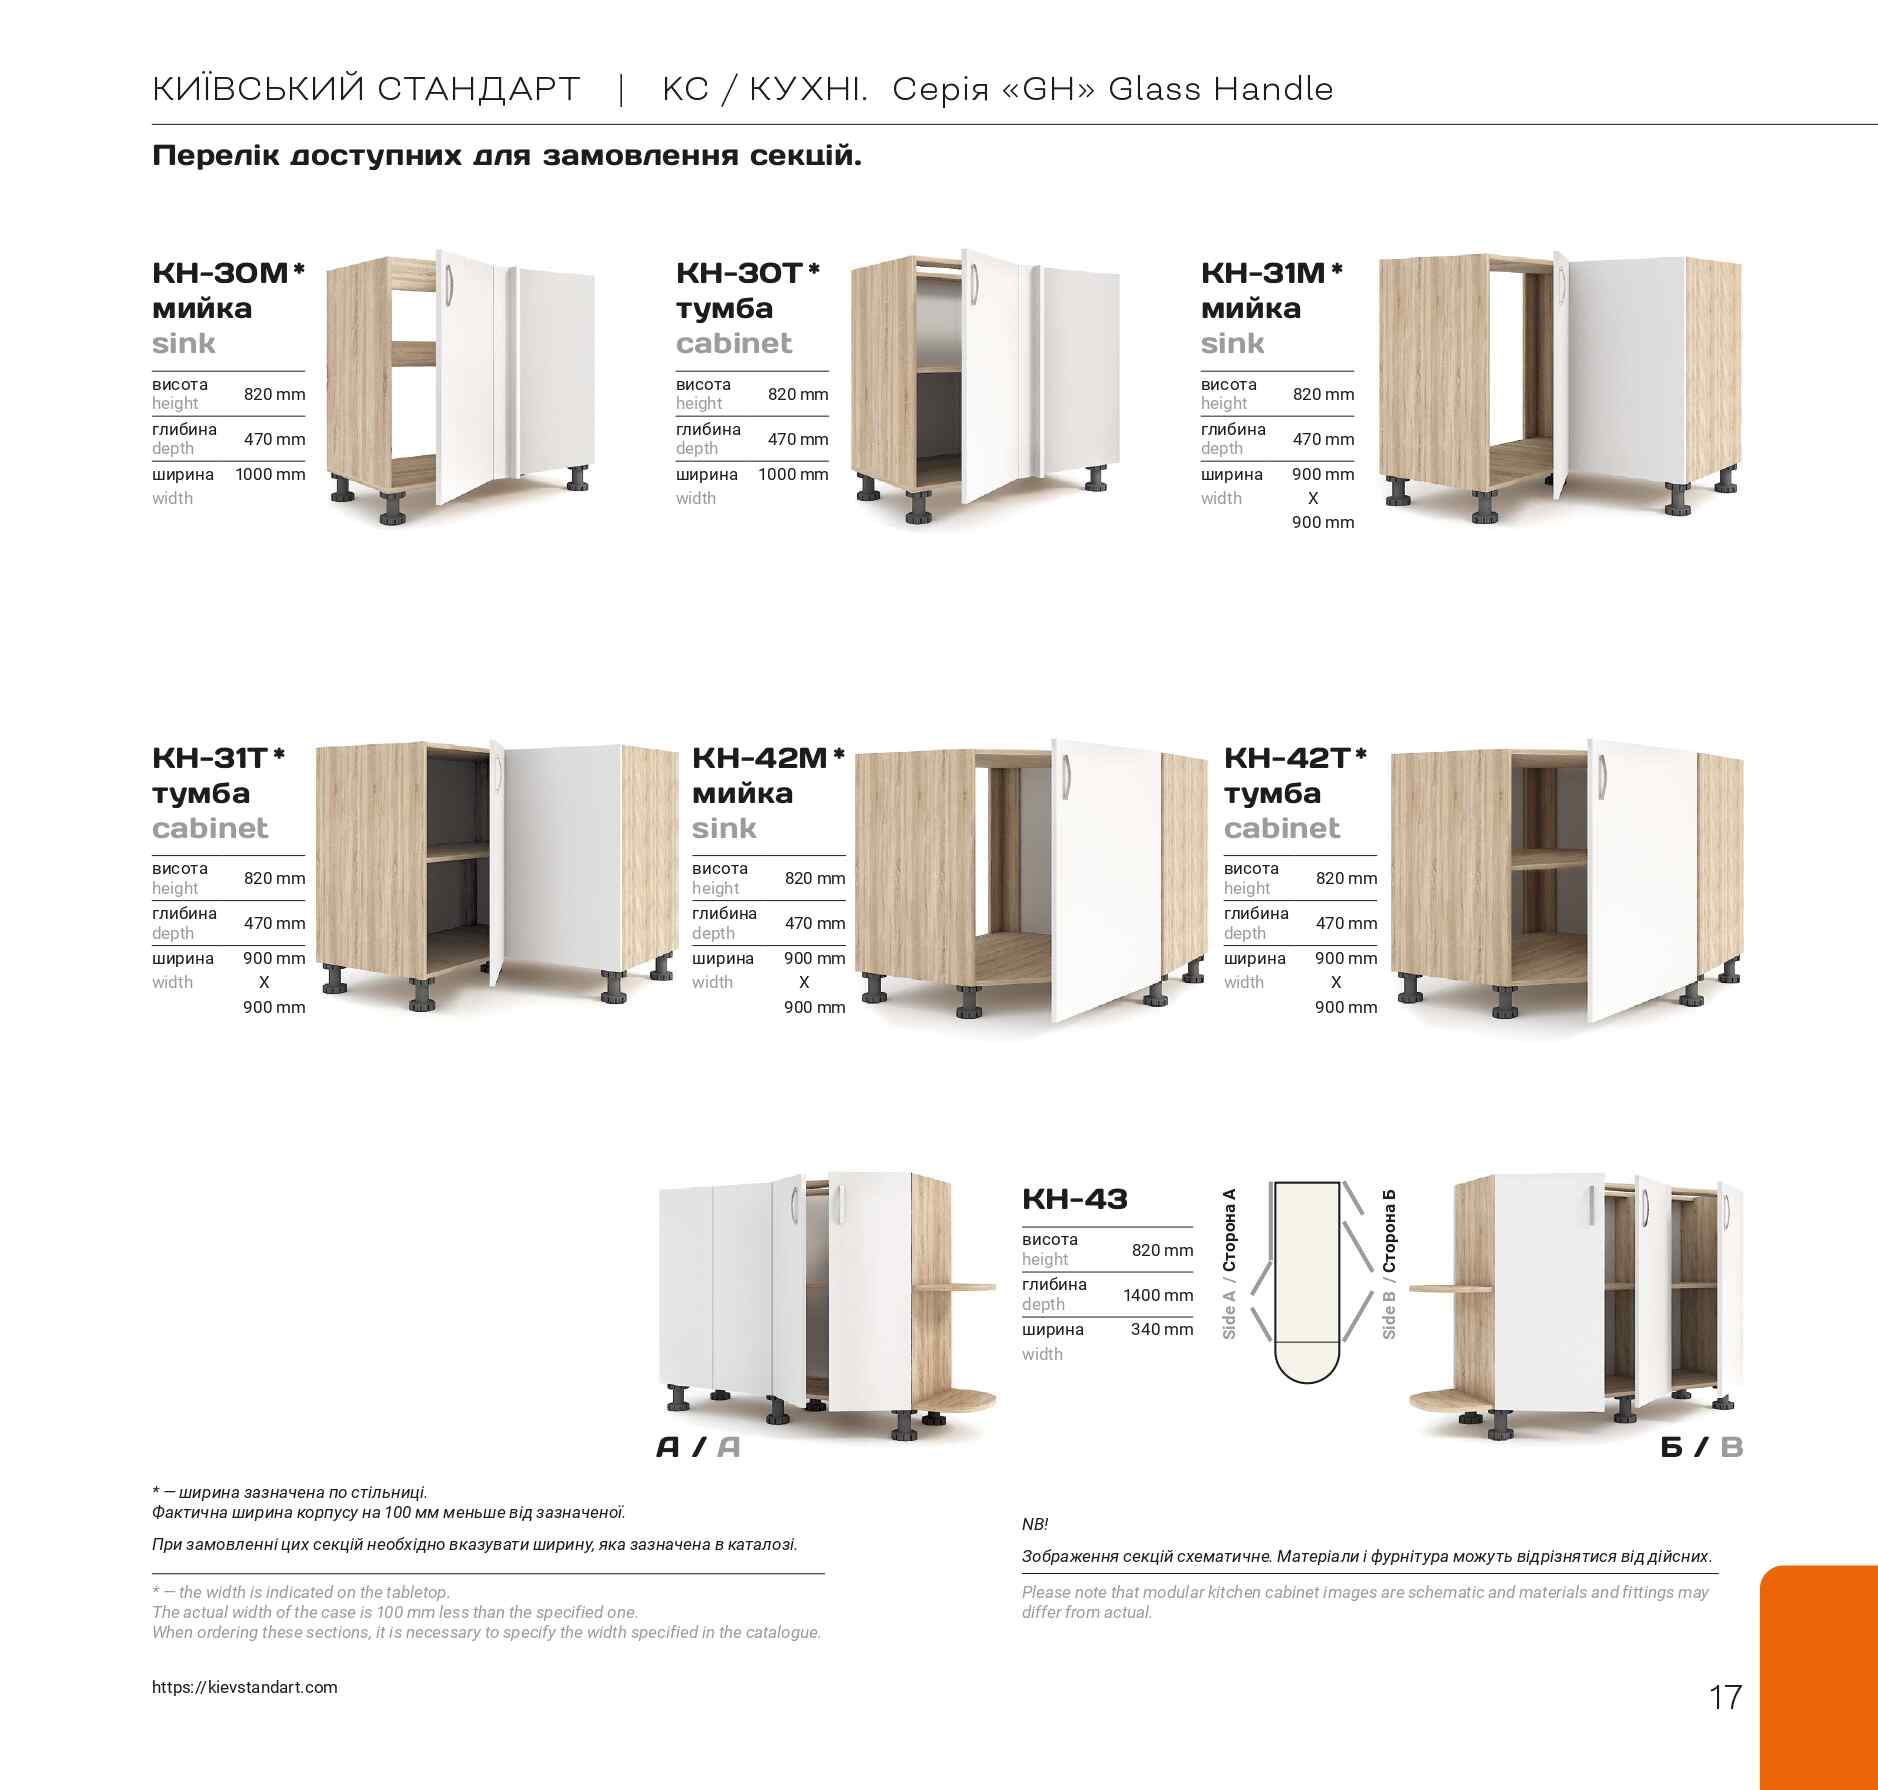 КИЇВСЬКИЙ СТАНДАРТ | КС / КУХНІ. Серія «GH» Glass Handle
Перелік доступних для замовлення секцій.
КН-30М*
мийка
sink
висота
height
820 mm
глибина
depth
470 mm
ширина
width
1000 mm
КН-30Т*
тумба
cabinet
висота
height
820 mm
глибина
depth
470 mm
ширина
width
1000 mm
КН-31М*
мийка
sink
висота
height
820 mm
глибина
depth
470 mm
ширина
width
900 mm
X
900 mm
КН-31Т*
тумба
cabinet
висота
height
820 mm
глибина
depth
470 mm
ширина
width
900 mm
X
900 mm
КН-42М*
мийка
sink
висота
height
820 mm
глибина
depth
470 mm
ширина
width
900 mm
X
900 mm
КН-42Т*
тумба
cabinet
висота
height
820 mm
глибина
depth
470 mm
ширина
width
900 mm
X
900 mm
А / A
КН-43
висота
height
820 mm
глибина
depth
1400 mm
ширина
width
340 mm
Side A / Сторона А
Side B / Сторона Б
Б / B
* — ширина зазначена по стільниці.
Фактична ширина корпусу на 100 мм меньше від зазначеної.
При замовленні цих секцій необхідно вказувати ширину, яка зазначена в каталозі.
* — the width is indicated on the tabletop.
The actual width of the case is 100 mm less than the specified one.
When ordering these sections, it is necessary to specify the width specified in the catalogue.
NB!
Зображення секцій схематичне. Матеріали і фурнітура можуть відрізнятися від дійсних.
Please note that modular kitchen cabinet images are schematic and materials and fittings may
differ from actual.
https://kievstandart.com
17